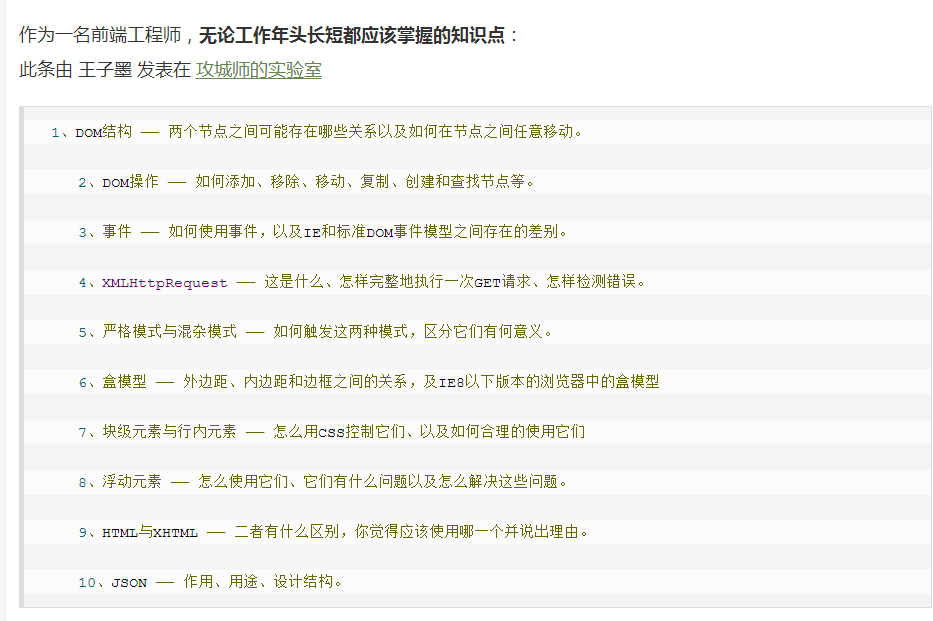 作为一名前端工程师，无论工作年头长短都应该掌握的知识点：
此条由 王子墨 发表在 攻城师的实验室
1、DOM结构 —— 两个节点之间可能存在哪些关系以及如何在节点之间任意移动。
2、DOM操作 —— 如何添加、移除、移动、复制、创建和查找节点等。
3、事件 —— 如何使用事件，以及IE和标准DOM事件模型之间存在的差别。
4、XMLHttpRequest —— 这是什么、怎样完整地执行一次GET请求、怎样检测错误。
5、严格模式与混杂模式 —— 如何触发这两种模式，区分它们有何意义。
6、盒模型 —— 外边距、内边距和边框之间的关系，及IE8以下版本的浏览器中的盒模型
7、块级元素与行内元素 —— 怎么用CSS控制它们、以及如何合理的使用它们
8、浮动元素 —— 怎么使用它们、它们有什么问题以及怎么解决这些问题。
9、HTML与XHTML —— 二者有什么区别，你觉得应该使用哪一个并说出理由。
10、JSON —— 作用、用途、设计结构。